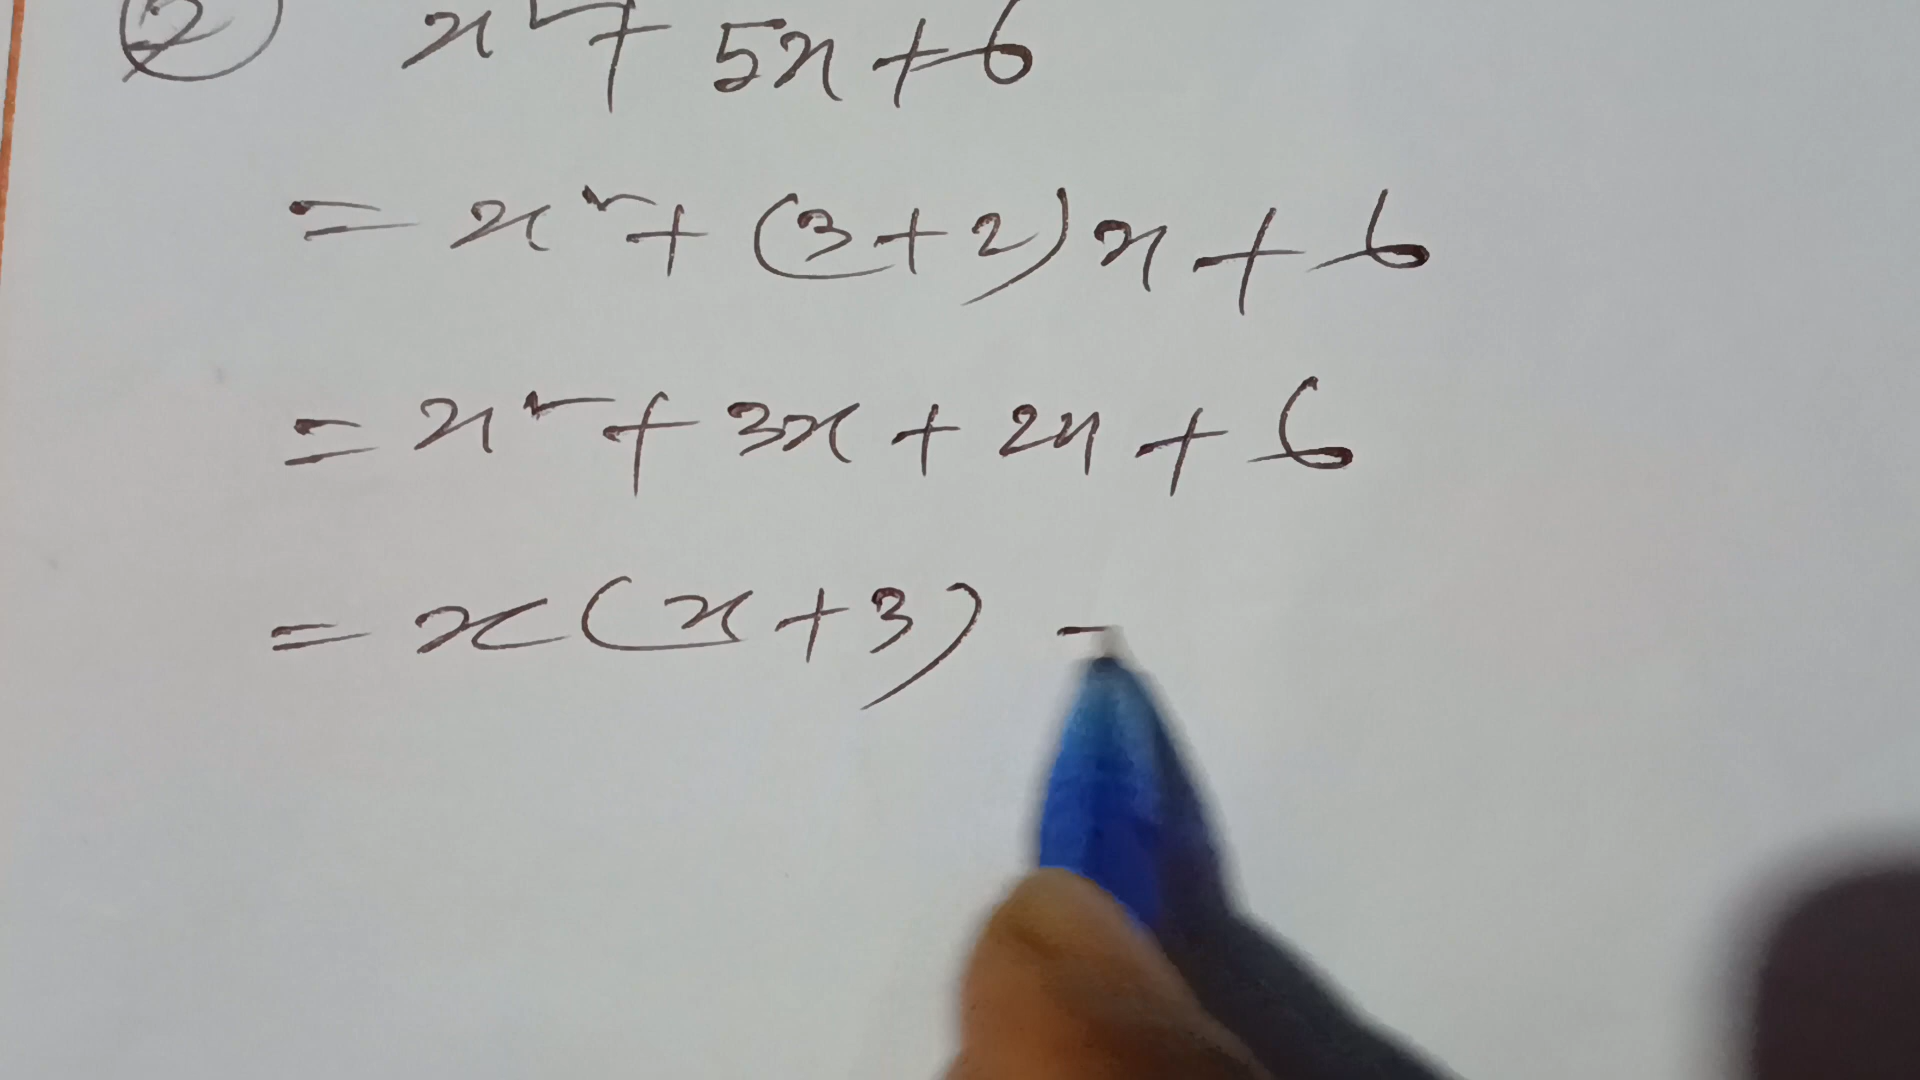 ② x² + 5x + 6
= x² + (3+2)x + 6
= x² + 3x + 2x + 6
= x(x+3) -